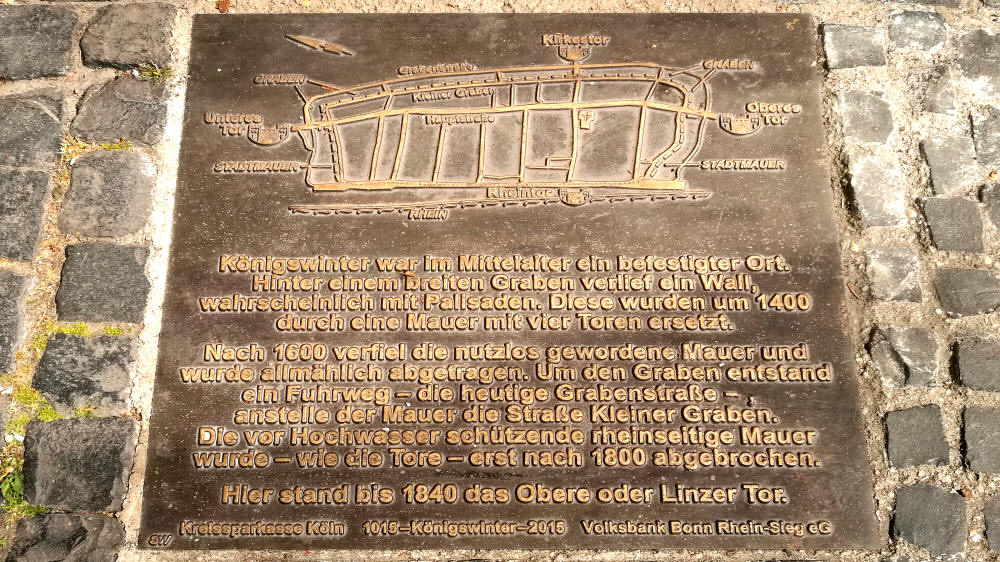 Kirkestor
GRABEN
Grabenstraße
GRABEN
Kleiner Graben
Unteres
Tor
Hauptstrasse
Oberes
Tor
STADTMAUER
STADTMAUER
Rheintor
RHEIN
Königswinter war im Mittelalter ein befestigter Ort.
Hinter einem breiten Graben verlief ein Wall,
wahrscheinlich mit Palisaden. Diese wurden um 1400
durch eine Mauer mit vier Toren ersetzt.
Nach 1600 verfiel die nutzlos gewordene Mauer und
wurde allmählich abgetragen. Um den Graben entstand
ein Fuhrweg – die heutige Grabenstraße – ,
anstelle der Mauer die Straße Kleiner Graben.
Die vor Hochwasser schützende rheinseitige Mauer
wurde – wie die Tore – erst nach 1800 abgebrochen.
Hier stand bis 1840 das Obere oder Linzer Tor.
Kreissparkasse Köln 1015–Königswinter–2015 Volksbank Bonn Rhein-Sieg eG
SW